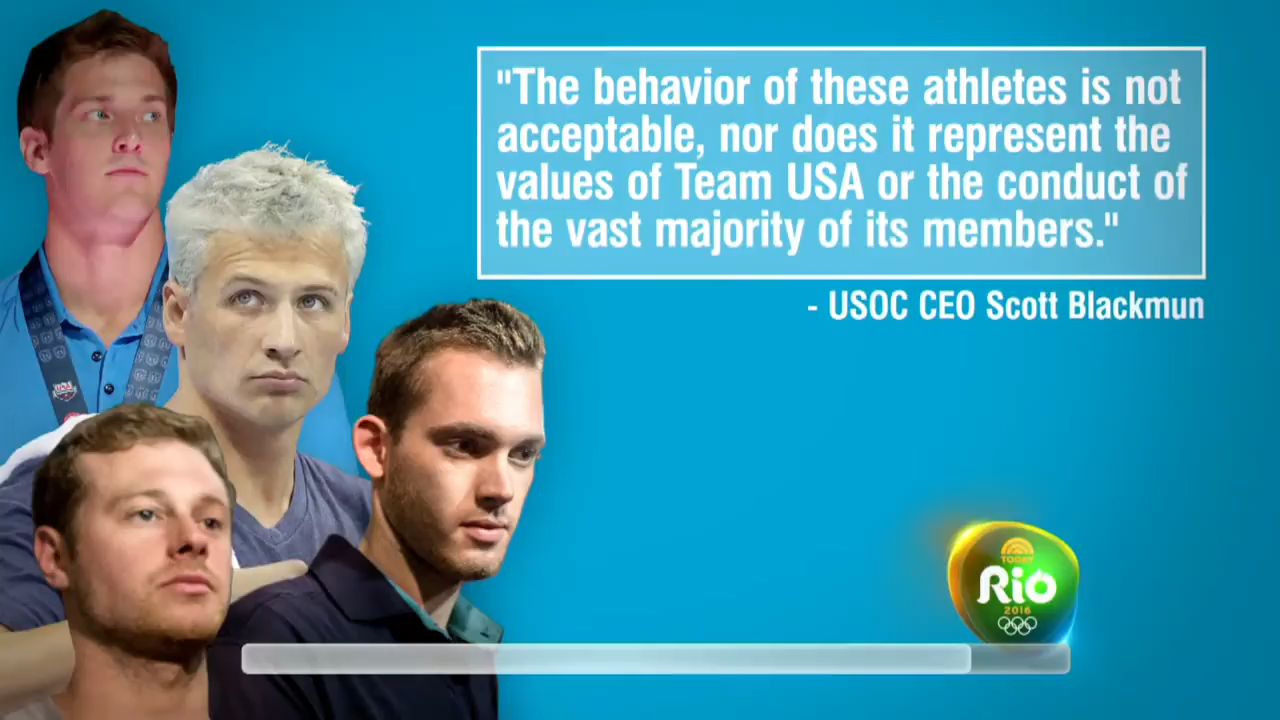 "The behavior of these athletes is not
acceptable, nor does it represent the
values of Team USA or the conduct of
the vast majority of its members."
- USOC CEO Scott Blackmun
TODAY
Rio
2016
USA